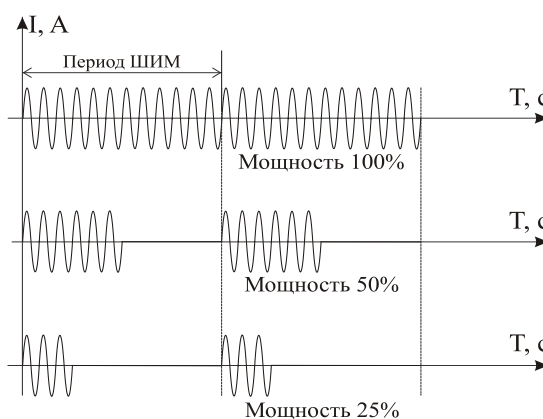 I, А
Период ШИМ
Т, с
Мощность 100%
Т, с
Мощность 50%
Т, с
Мощность 25%